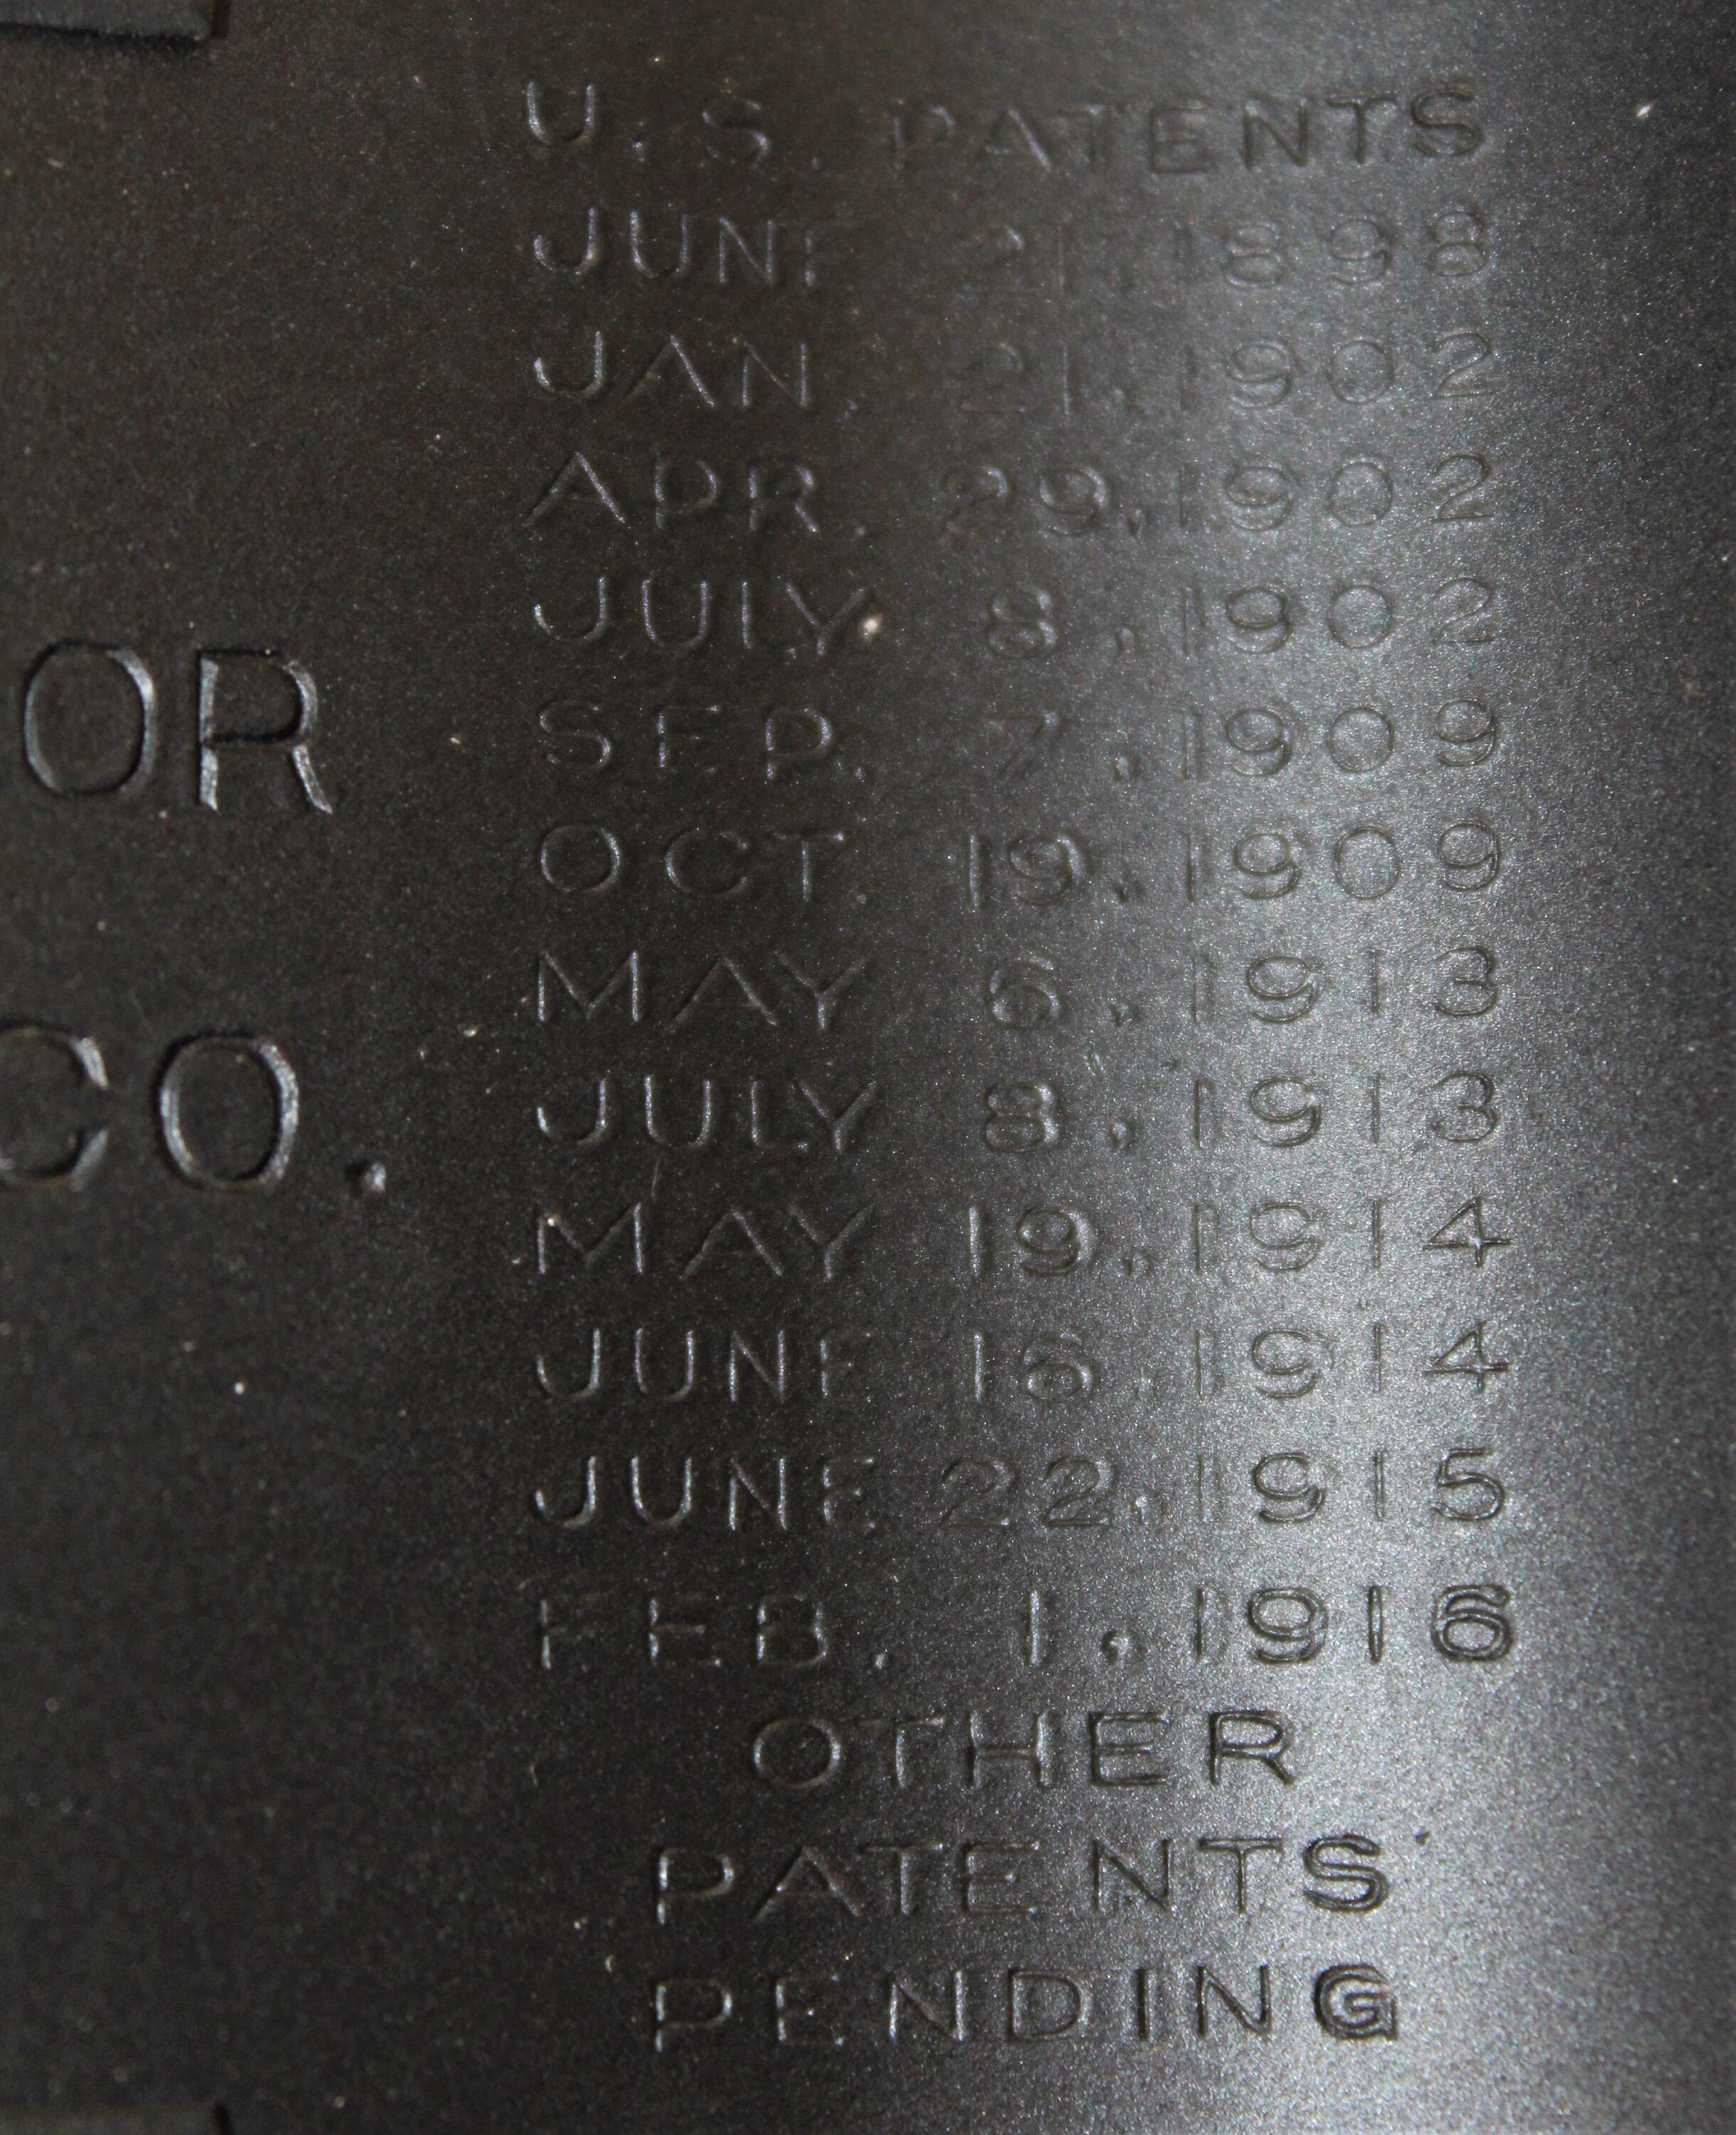 U.S. PATENTS
JUNE 21, 1898
JAN. 21, 1902
APR. 29, 1902
JULY 8, 1902
SEP. 7, 1909
OCT. 19, 1909
MAY 6, 1913
JULY 8, 1913
MAY 19, 1914
JUNE 16, 1914
JUNE 22, 1915
FEB. 1, 1916
OTHER
PATENTS
PENDING
OR
CO.